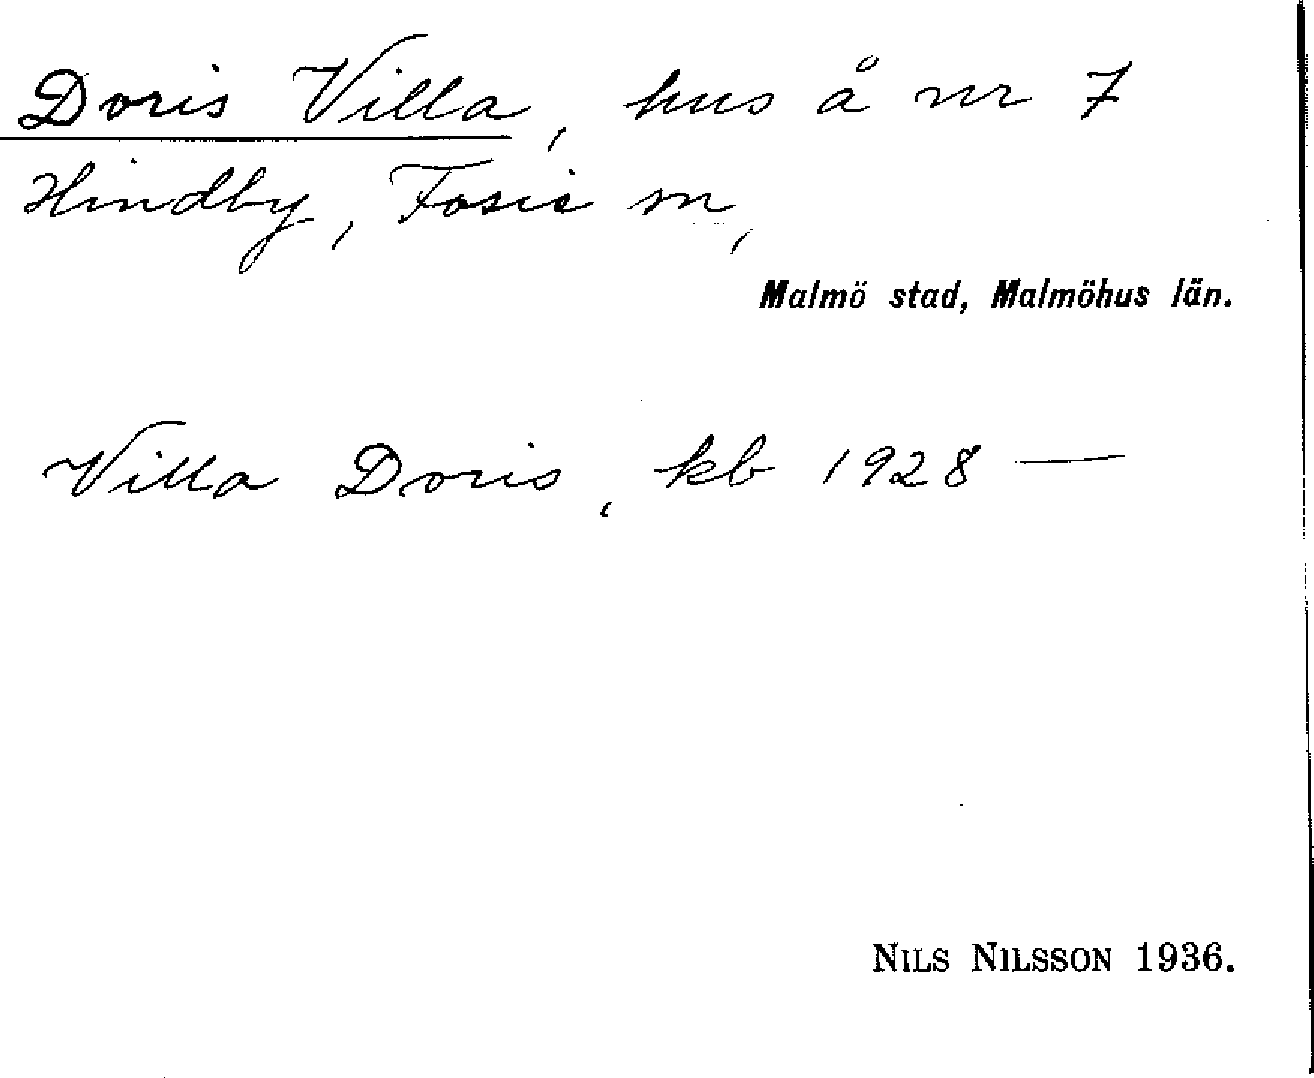 Doris Villa, hus å nr 7
Hindby, Fosie sn,
Malmö stad, Malmöhus län.
Villa Doris, kb 1928 —
NILS NILSSON 1936.